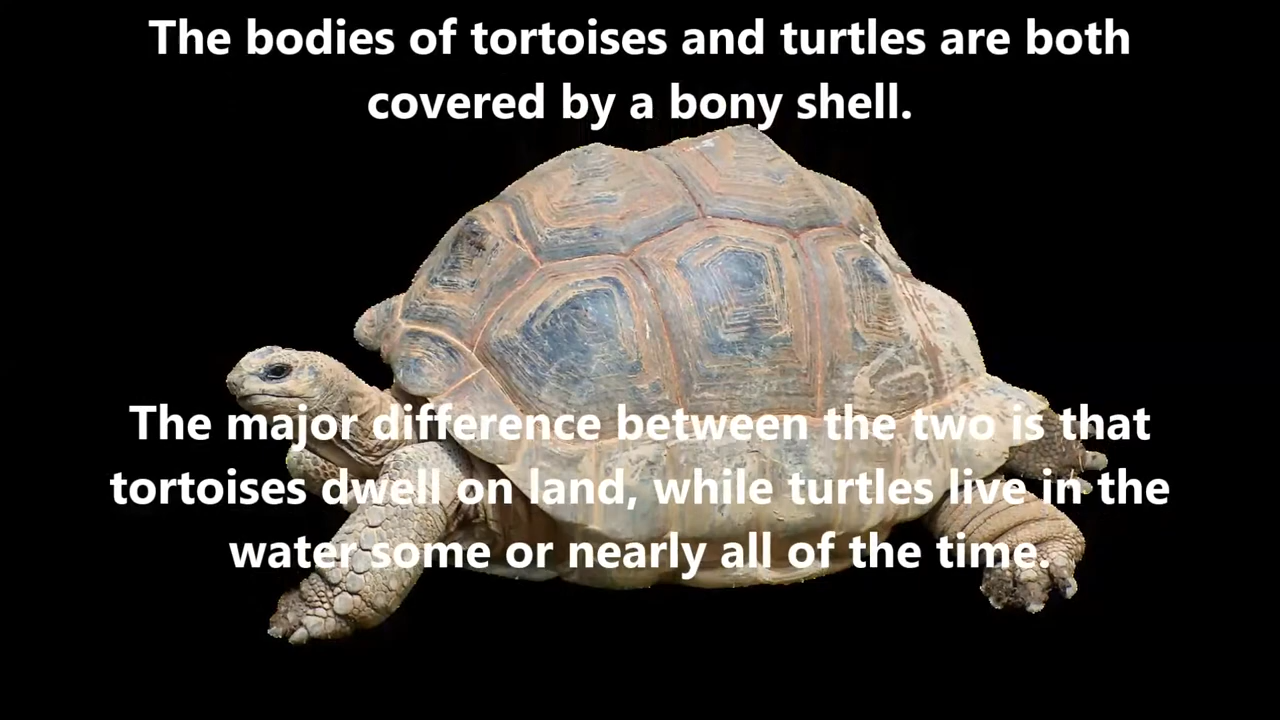 The bodies of tortoises and turtles are both
covered by a bony shell.
The major difference between the two is that
tortoises dwell on land, while turtles live in the
water some or nearly all of the time.